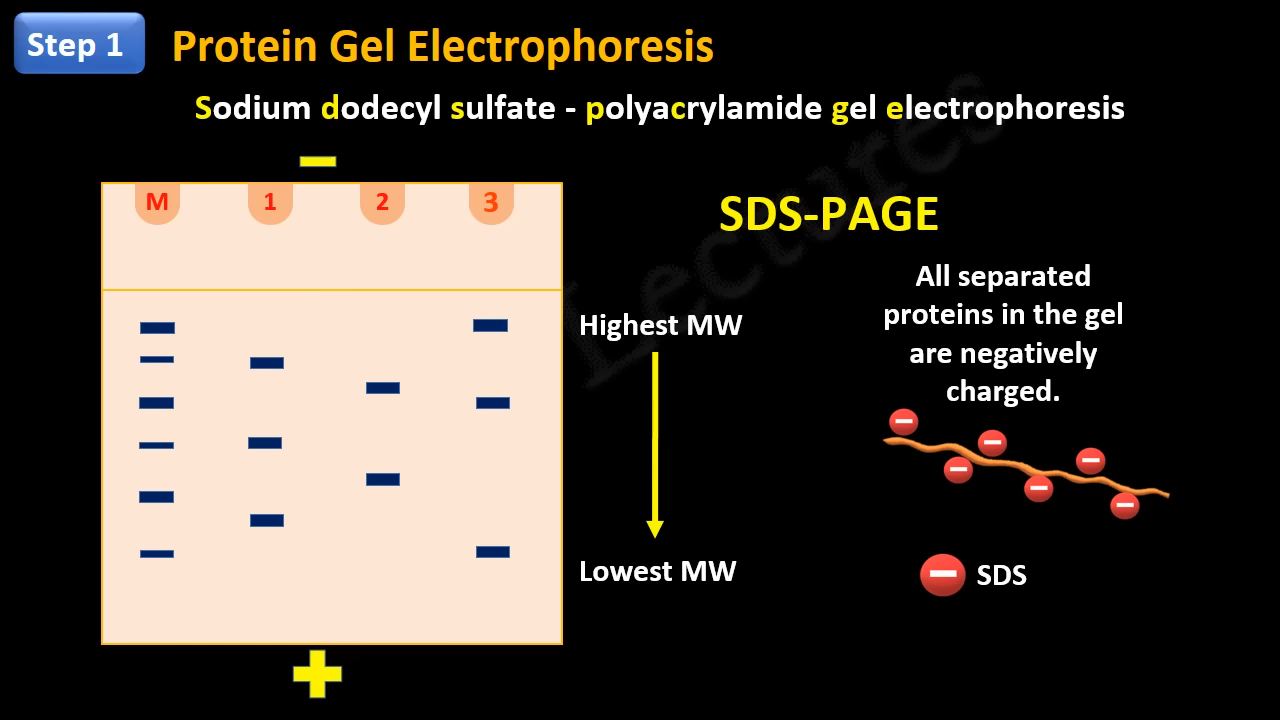 Step 1
Protein Gel Electrophoresis
Sodium dodecyl sulfate - polyacrylamide gel electrophoresis
M 1 2 3
SDS-PAGE
All separated
proteins in the gel
are negatively
charged.
Highest MW
Lowest MW
SDS
Lectures